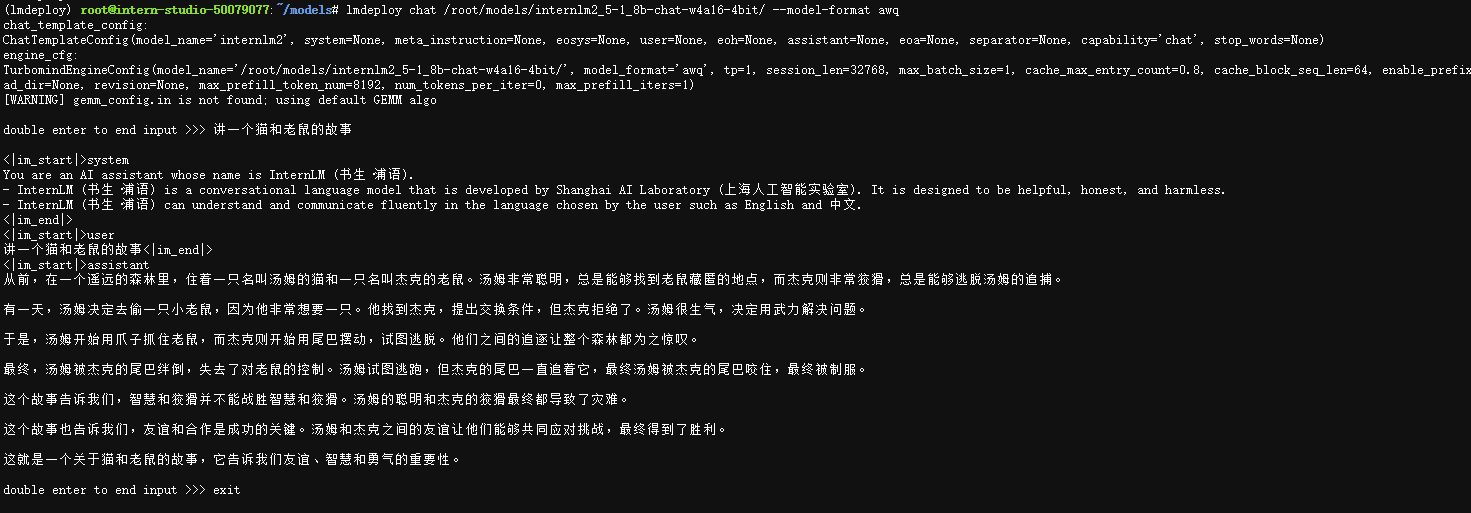 (lmdeploy) root@intern-studio-50079077:~/models# lmdeploy chat /root/models/internlm2_5-1_8b-chat-w4a16-4bit/ --model-format awq
chat_template_config:
ChatTemplateConfig(model_name='internlm2', system=None, meta_instruction=None, eosys=None, user=None, eoh=None, assistant=None, eoa=None, separator=None, capability='chat', stop_words=None)
engine_cfg:
TurbomindEngineConfig(model_name='/root/models/internlm2_5-1_8b-chat-w4a16-4bit/', model_format='awq', tp=1, session_len=32768, max_batch_size=1, cache_max_entry_count=0.8, cache_block_seq_len=64, enable_prefix
ad_dir=None, revision=None, max_prefill_token_num=8192, num_tokens_per_iter=0, max_prefill_iters=1)
[WARNING] gemm_config.in is not found; using default GEMM algo
double enter to end input >>> 讲一个猫和老鼠的故事
<|im_start|>system
You are an AI assistant whose name is InternLM (书生·浦语).
- InternLM (书生·浦语) is a conversational language model that is developed by Shanghai AI Laboratory (上海人工智能实验室). It is designed to be helpful, honest, and harmless.
- InternLM (书生·浦语) can understand and communicate fluently in the language chosen by the user such as English and 中文.
<|im_end|>
<|im_start|>user
讲一个猫和老鼠的故事<|im_end|>
<|im_start|>assistant
从前，在一个遥远的森林里，住着一只名叫汤姆的猫和一只名叫杰克的老鼠。汤姆非常聪明，总是能够找到老鼠藏匿的地点，而杰克则非常狡猾，总是能够逃脱汤姆的追捕。
有一天，汤姆决定去偷一只小老鼠，因为他非常想要一只。他找到杰克，提出交换条件，但杰克拒绝了。汤姆很生气，决定用武力解决问题。
于是，汤姆开始用爪子抓住老鼠，而杰克则开始用尾巴摆动，试图逃脱。他们之间的追逐让整个森林都为之惊叹。
最终，汤姆被杰克的尾巴绊倒，失去了对老鼠的控制。汤姆试图逃跑，但杰克的尾巴一直追着它，最终汤姆被杰克的尾巴咬住，最终被制服。
这个故事告诉我们，智慧和狡猾并不能战胜智慧和狡猾。汤姆的聪明和杰克的狡猾最终都导致了灾难。
这个故事也告诉我们，友谊和合作是成功的关键。汤姆和杰克之间的友谊让他们能够共同应对挑战，最终得到了胜利。
这就是一个关于猫和老鼠的故事，它告诉我们友谊、智慧和勇气的重要性。
double enter to end input >>> exit